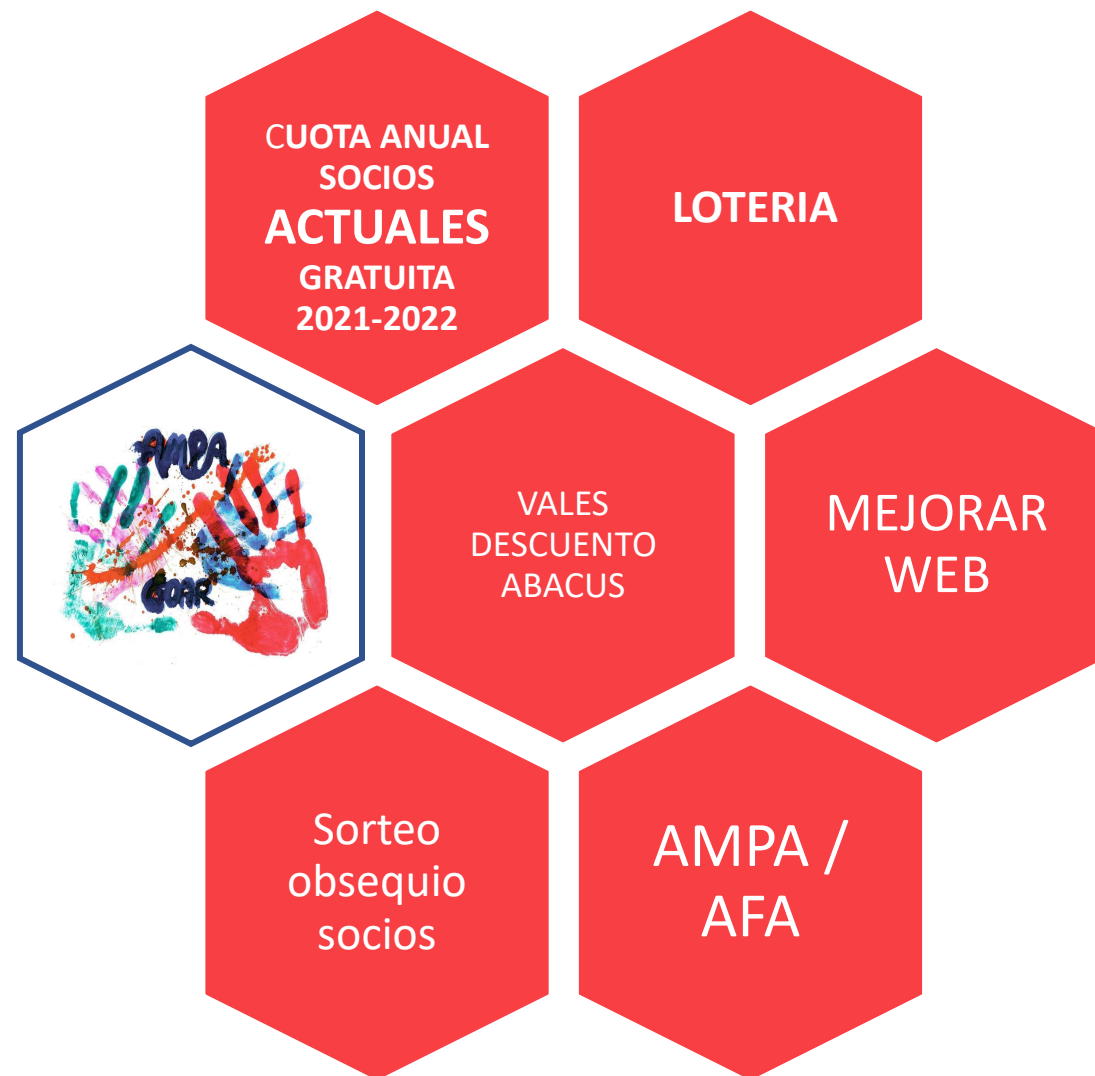 CUOTA ANUAL
SOCIOS
ACTUALES
GRATUITA
2021-2022
LOTERIA
AMPA
GOAR
VALES
DESCUENTO
ABACUS
MEJORAR
WEB
Sorteo
obsequio
socios
AMPA /
AFA